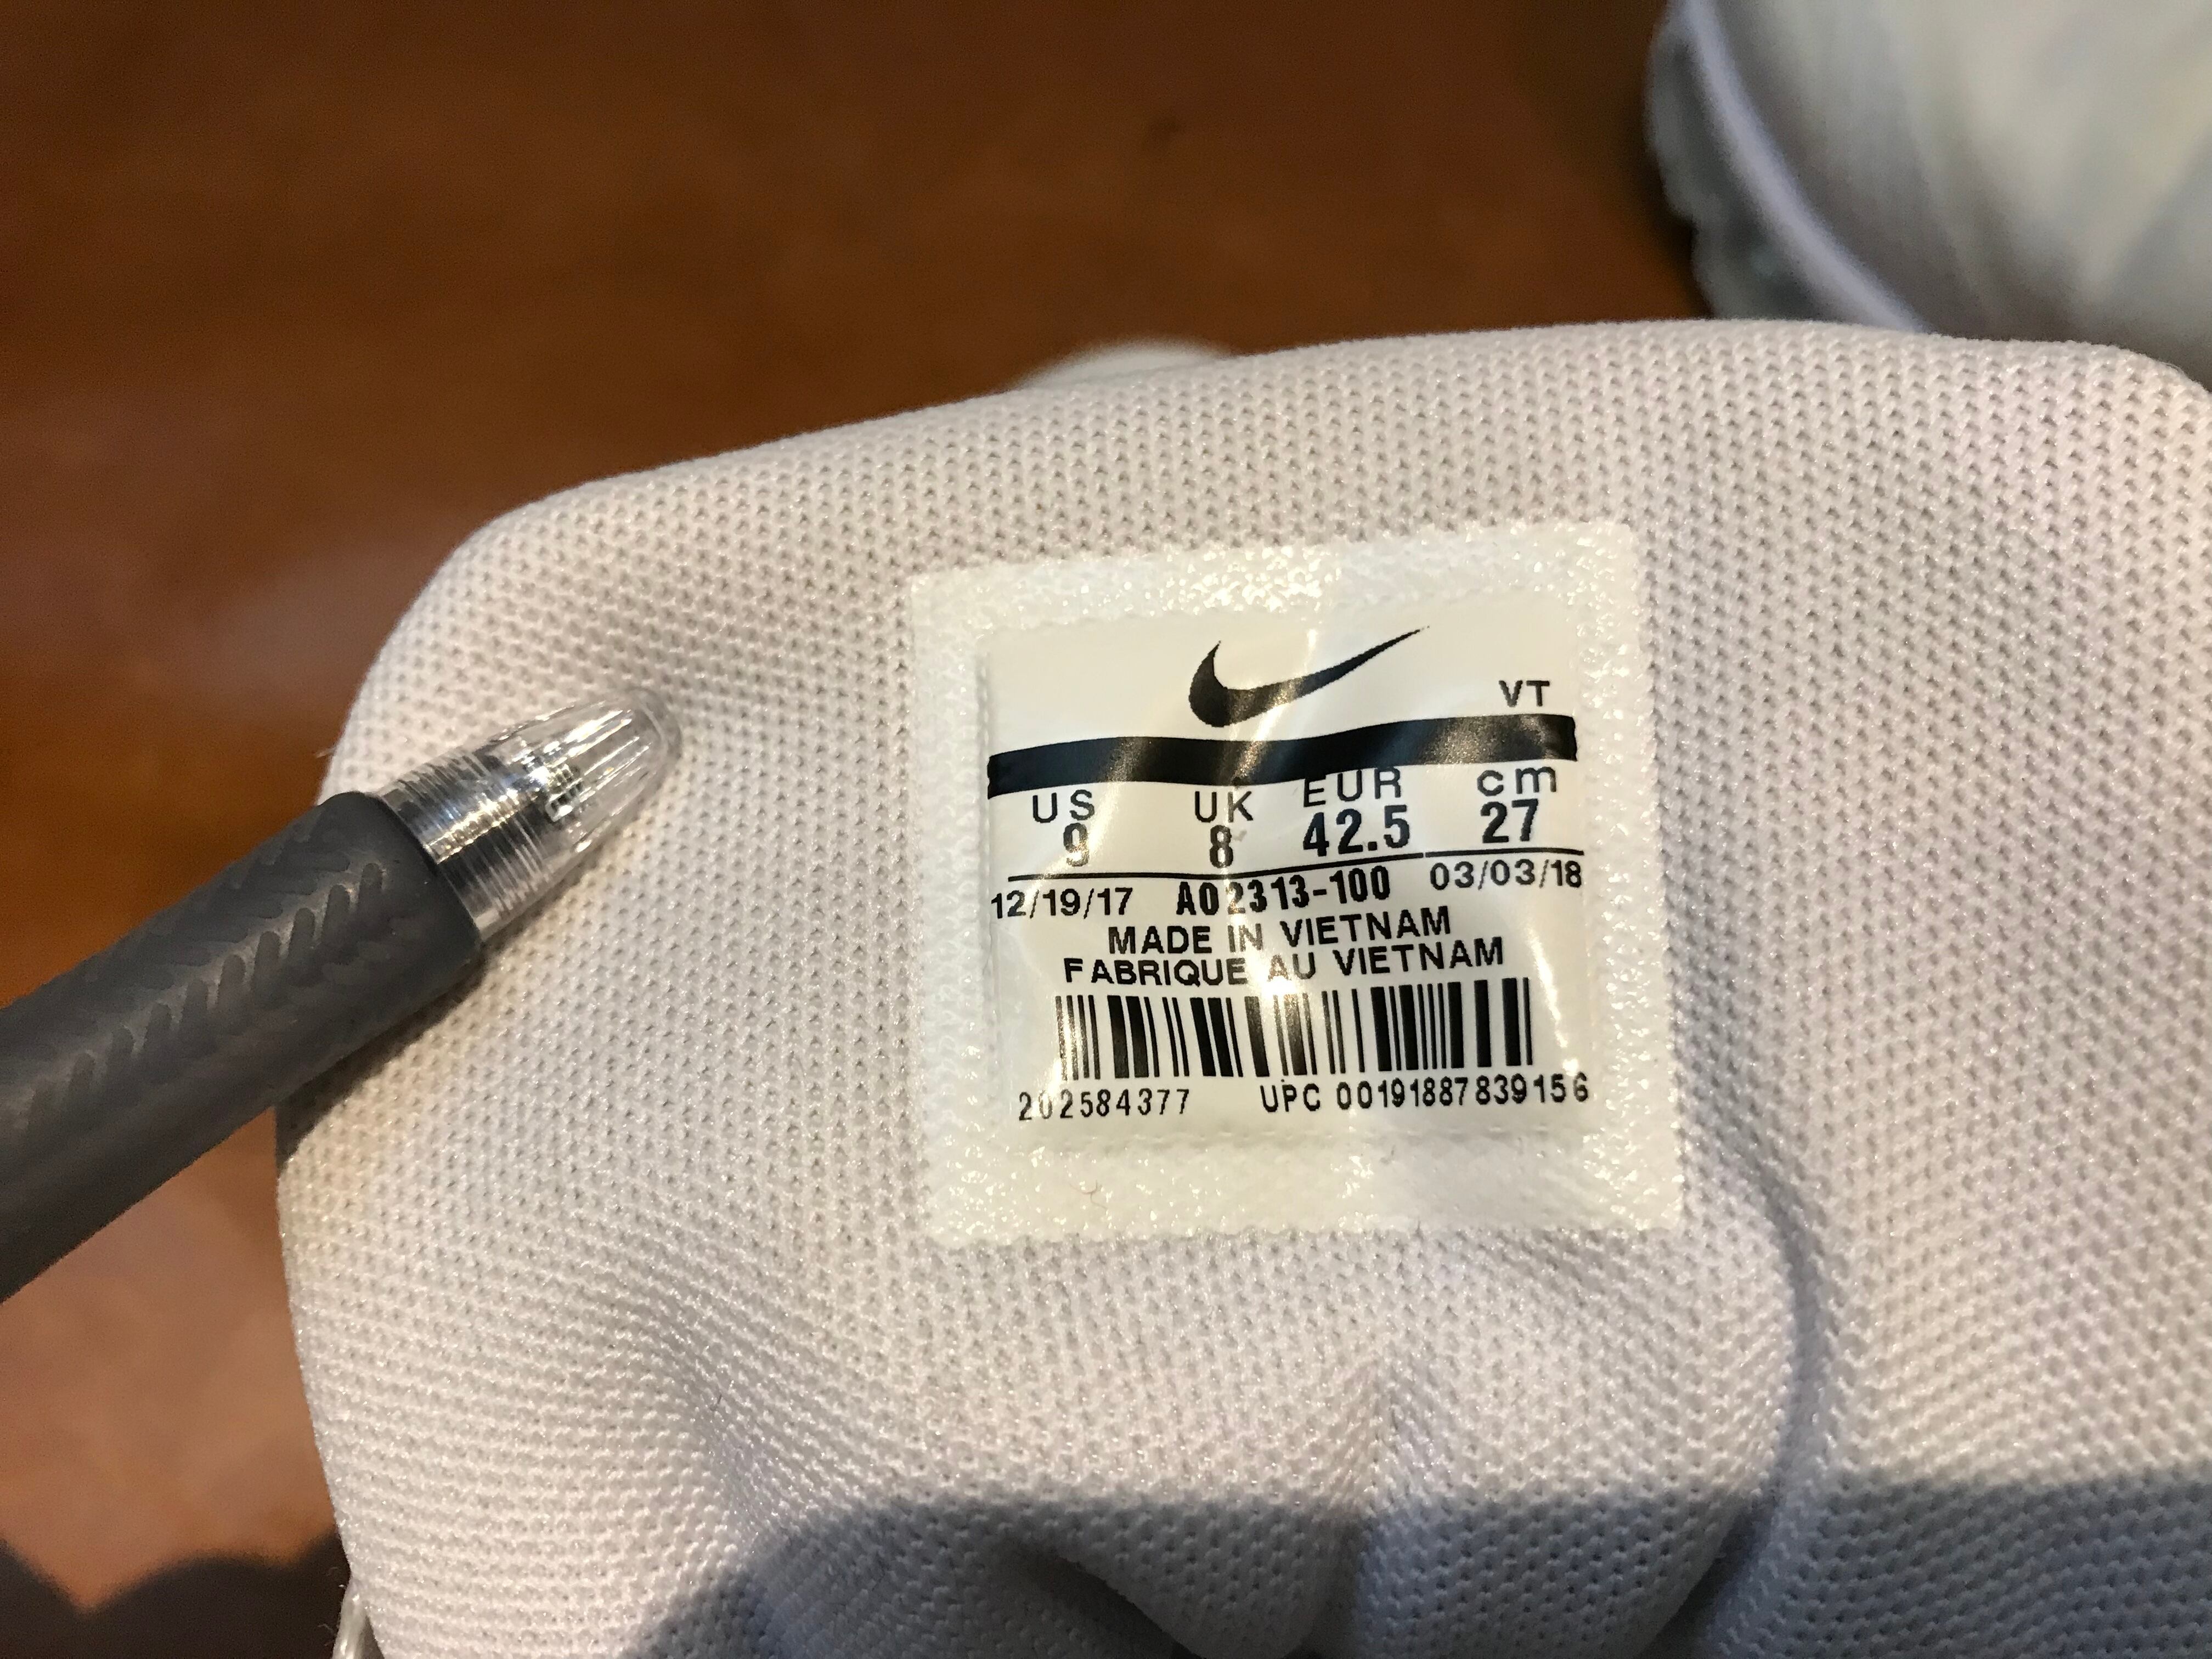 VT
US UK EUR cm
9 8 42.5 27
12/19/17 AO2313-100 03/03/18
MADE IN VIETNAM
FABRIQUE AU VIETNAM
202584377 UPC 00191887839156